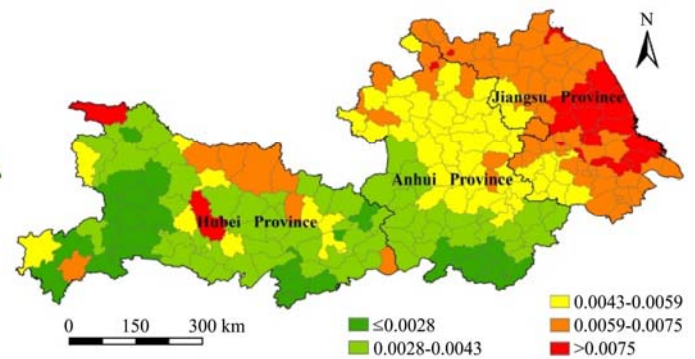 N
Jiangsu Province
Anhui Province
Hubei Province
0 150 300 km
≤0.0028
0.0028-0.0043
0.0043-0.0059
0.0059-0.0075
>0.0075